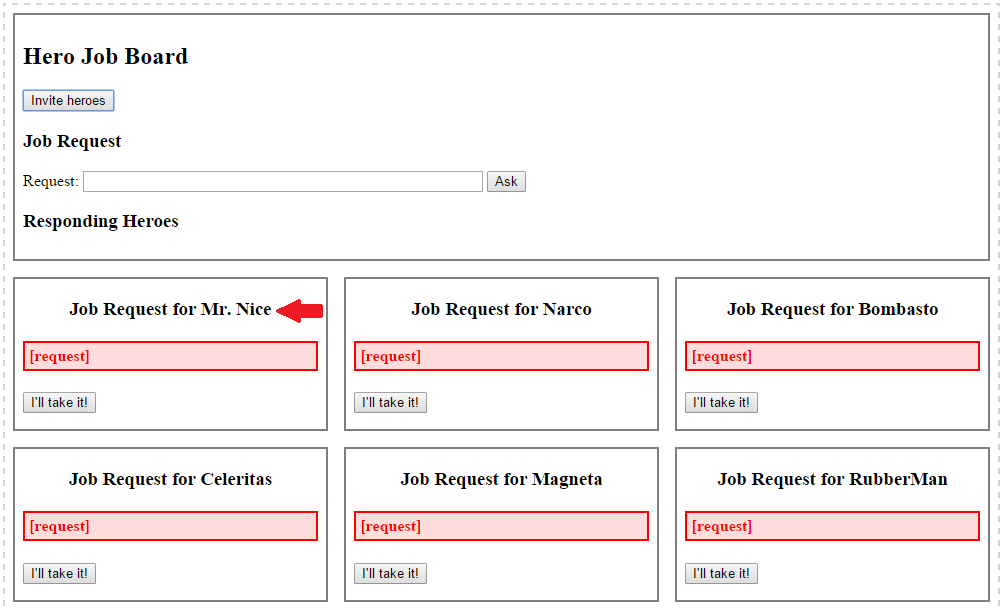 Hero Job Board
Invite heroes
Job Request
Request: Ask
Responding Heroes
Job Request for Mr. Nice
[request]
I'll take it!
Job Request for Narco
[request]
I'll take it!
Job Request for Bombasto
[request]
I'll take it!
Job Request for Celeritas
[request]
I'll take it!
Job Request for Magneta
[request]
I'll take it!
Job Request for RubberMan
[request]
I'll take it!